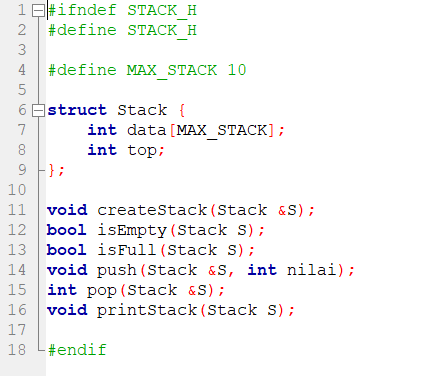 1 #ifndef STACK_H
2 #define STACK_H
3
4 #define MAX_STACK 10
5
6 struct Stack {
7     int data[MAX_STACK];
8     int top;
9 };
10
11 void createStack(Stack &S);
12 bool isEmpty(Stack S);
13 bool isFull(Stack S);
14 void push(Stack &S, int nilai);
15 int pop(Stack &S);
16 void printStack(Stack S);
17
18 #endif